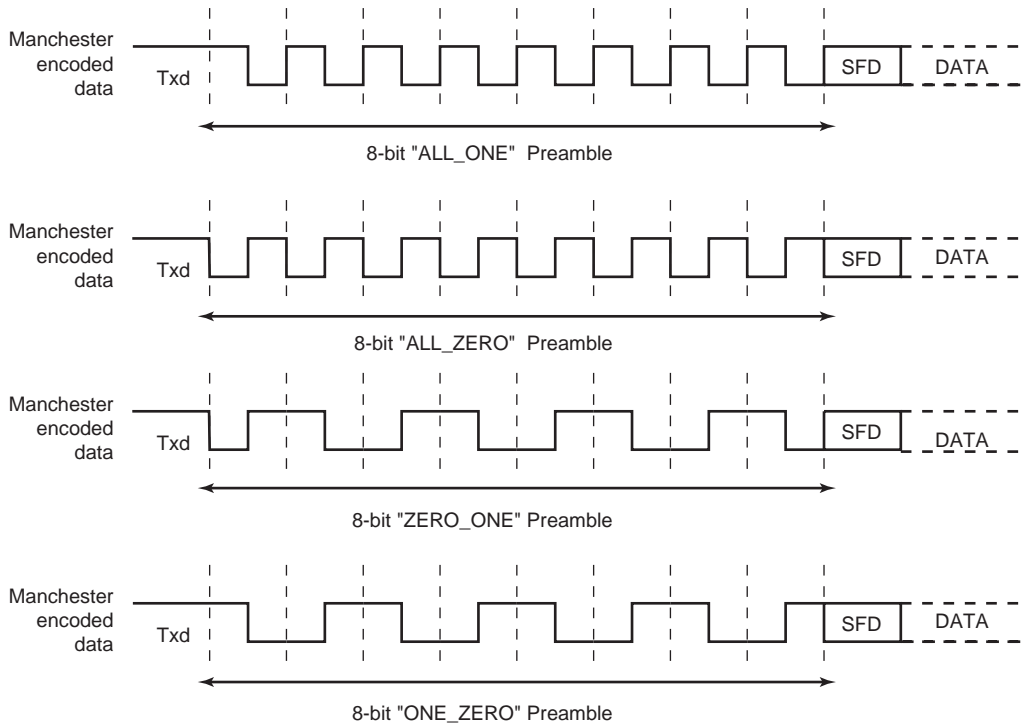 Manchester
encoded
data
Txd
SFD
DATA
8-bit "ALL_ONE" Preamble
Manchester
encoded
data
Txd
SFD
DATA
8-bit "ALL_ZERO" Preamble
Manchester
encoded
data
Txd
SFD
DATA
8-bit "ZERO_ONE" Preamble
Manchester
encoded
data
Txd
SFD
DATA
8-bit "ONE_ZERO" Preamble